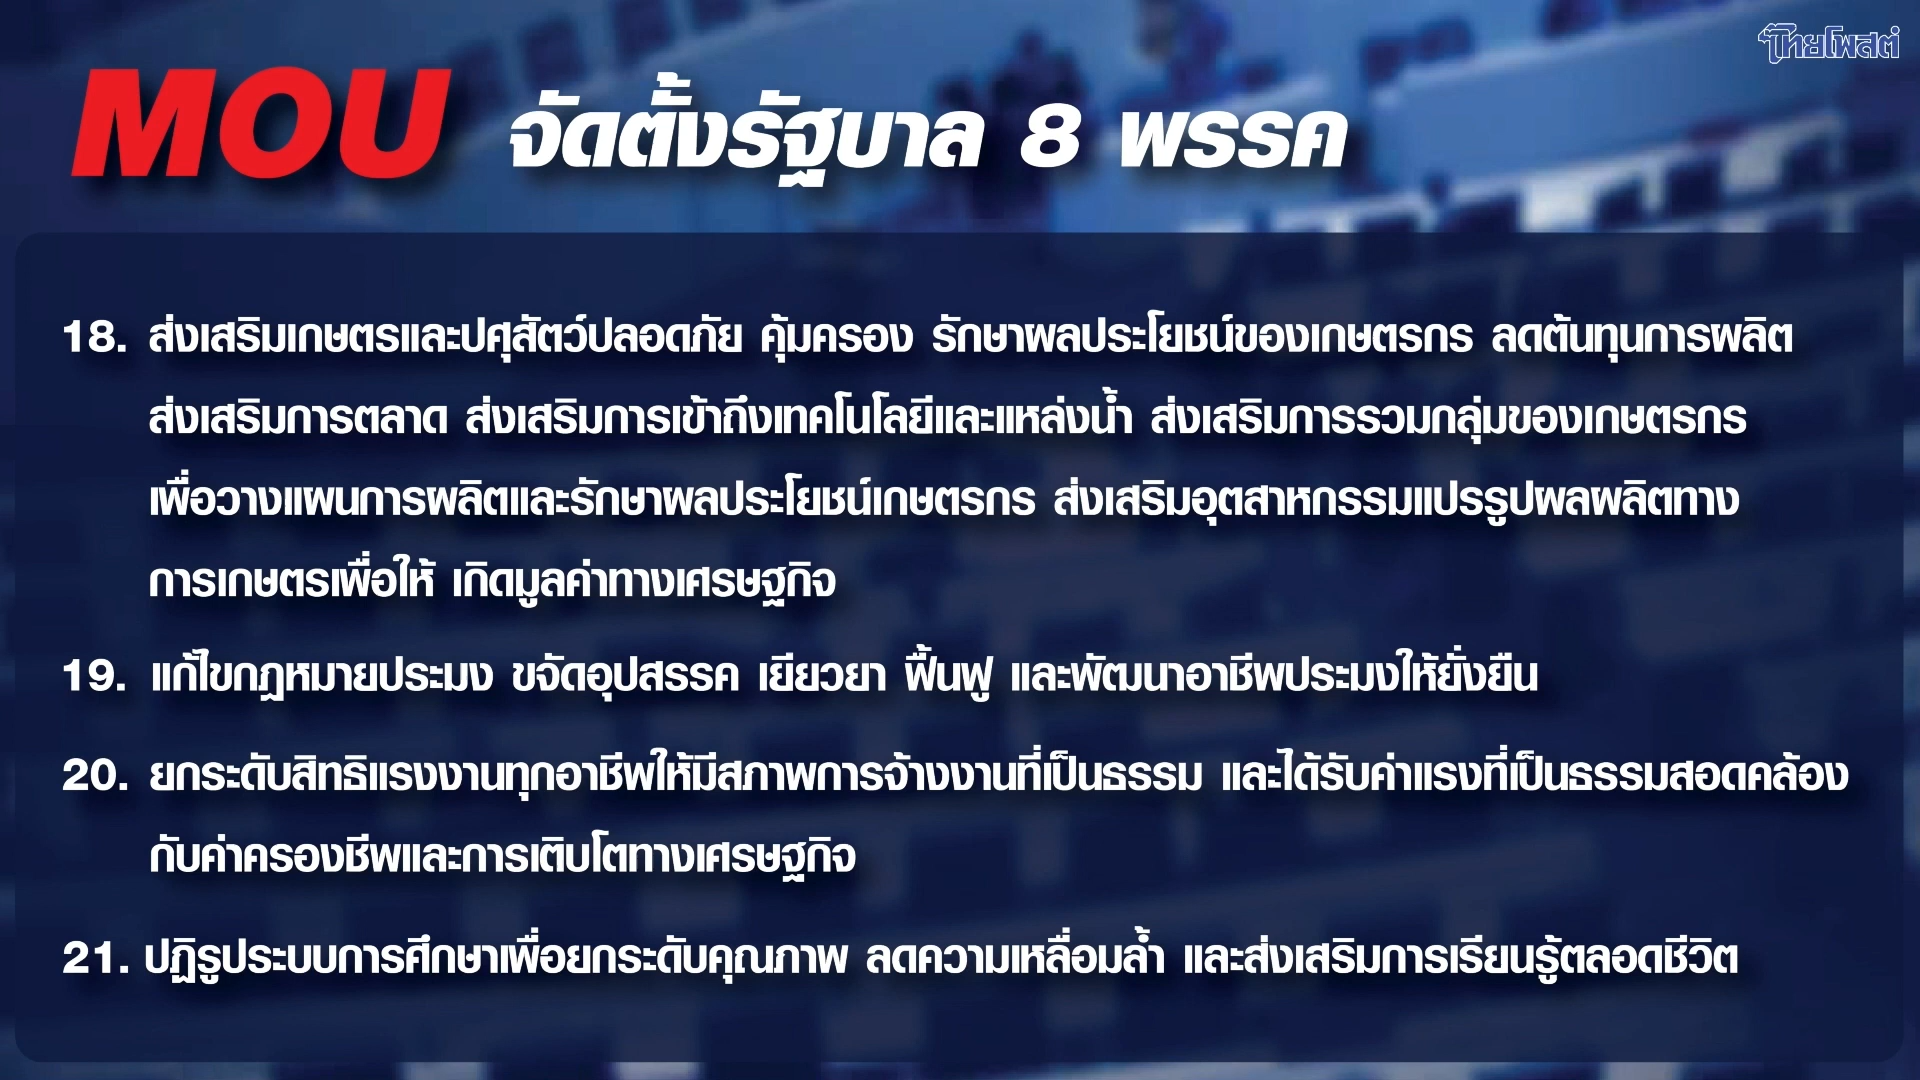 ไทยโพสต์
MOU จัดตั้งรัฐบาล 8 พรรค
18. ส่งเสริมเกษตรและปศุสัตว์ปลอดภัย คุ้มครอง รักษาผลประโยชน์ของเกษตรกร ลดต้นทุนการผลิต
ส่งเสริมการตลาด ส่งเสริมการเข้าถึงเทคโนโลยีและแหล่งน้ำ ส่งเสริมการรวมกลุ่มของเกษตรกร
เพื่อวางแผนการผลิตและรักษาผลประโยชน์เกษตรกร ส่งเสริมอุตสาหกรรมแปรรูปผลผลิตทาง
การเกษตรเพื่อให้ เกิดมูลค่าทางเศรษฐกิจ
19. แก้ไขกฎหมายประมง ขจัดอุปสรรค เยียวยา ฟื้นฟู และพัฒนาอาชีพประมงให้ยั่งยืน
20. ยกระดับสิทธิแรงงานทุกอาชีพให้มีสภาพการจ้างงานที่เป็นธรรม และได้รับค่าแรงที่เป็นธรรมสอดคล้อง
กับค่าครองชีพและการเติบโตทางเศรษฐกิจ
21. ปฏิรูประบบการศึกษาเพื่อยกระดับคุณภาพ ลดความเหลื่อมล้ำ และส่งเสริมการเรียนรู้ตลอดชีวิต